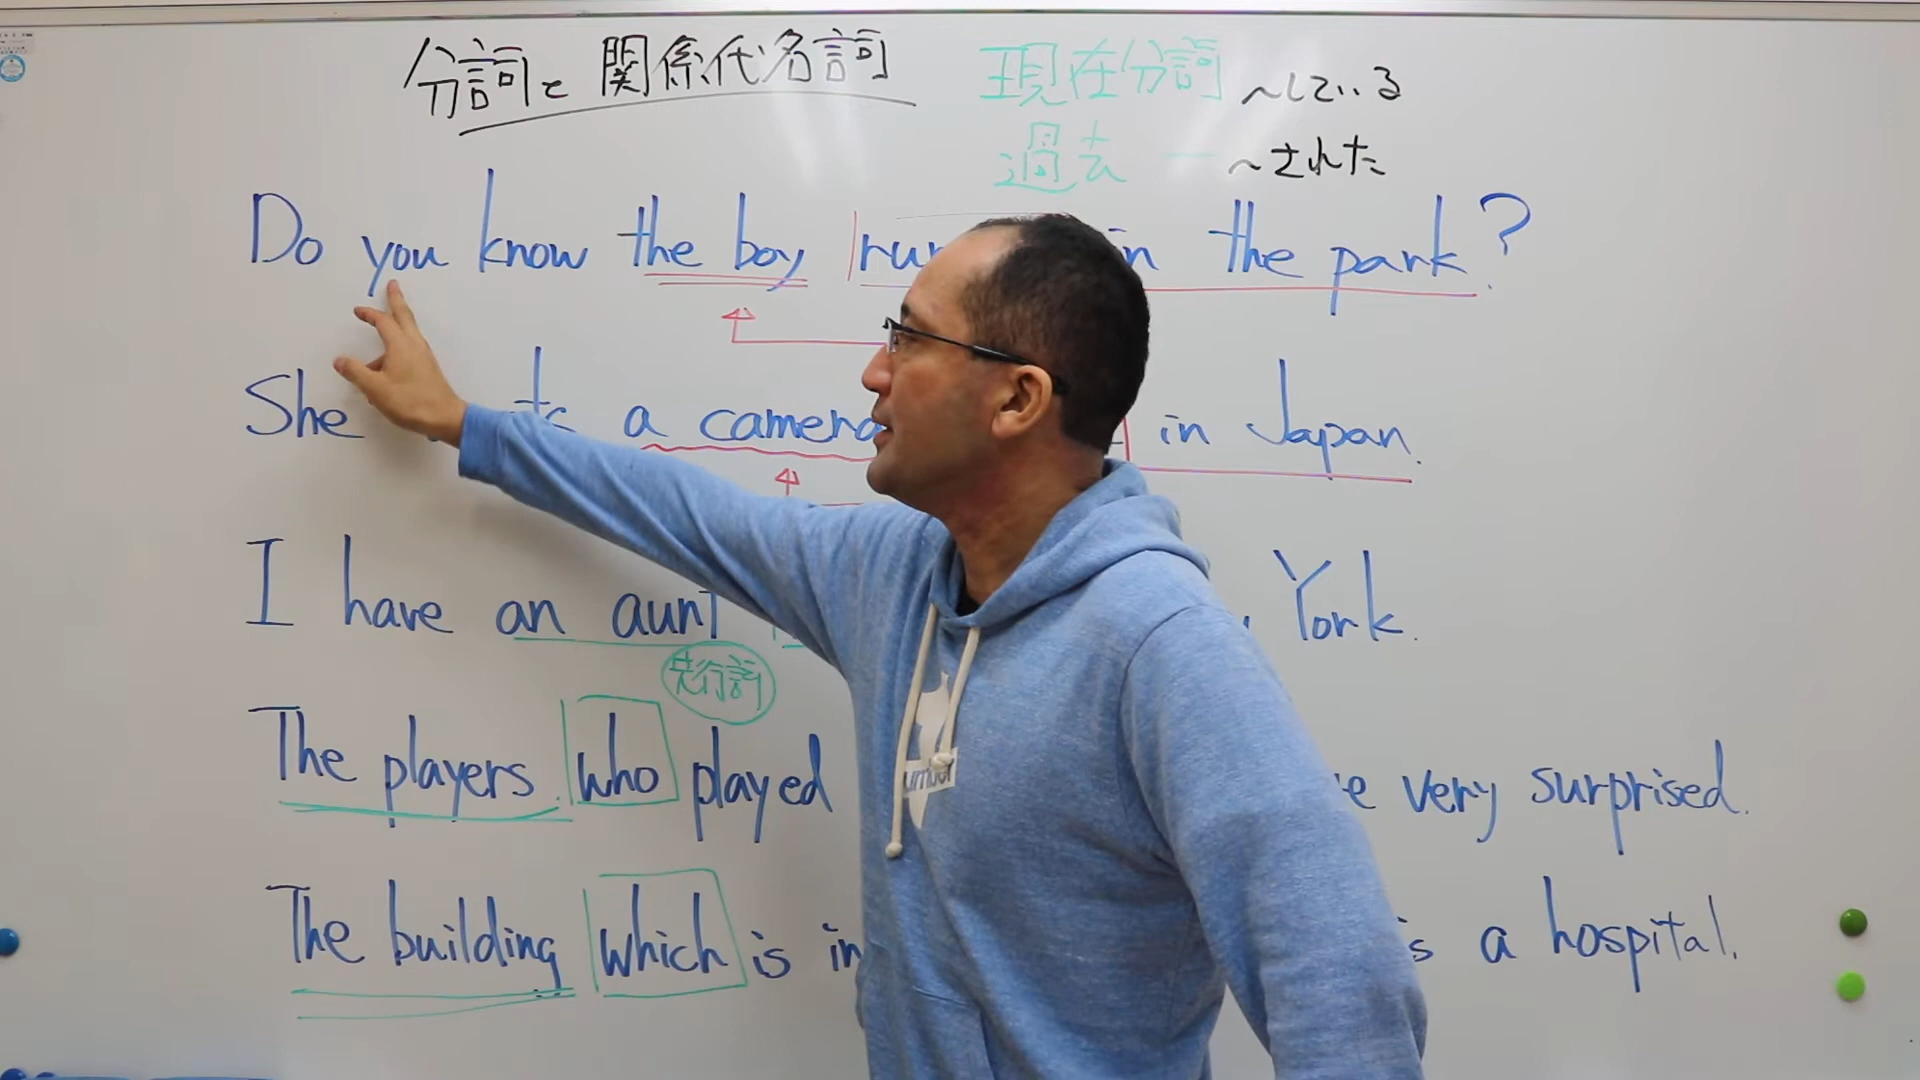 分詞と関係代名詞
現在分詞 〜している
過去 ー 〜された
Do you know the boy in the park?
She a camera in Japan.
I have an aunt York.
先行詞
The players who played very surprised.
The building which is in a hospital.